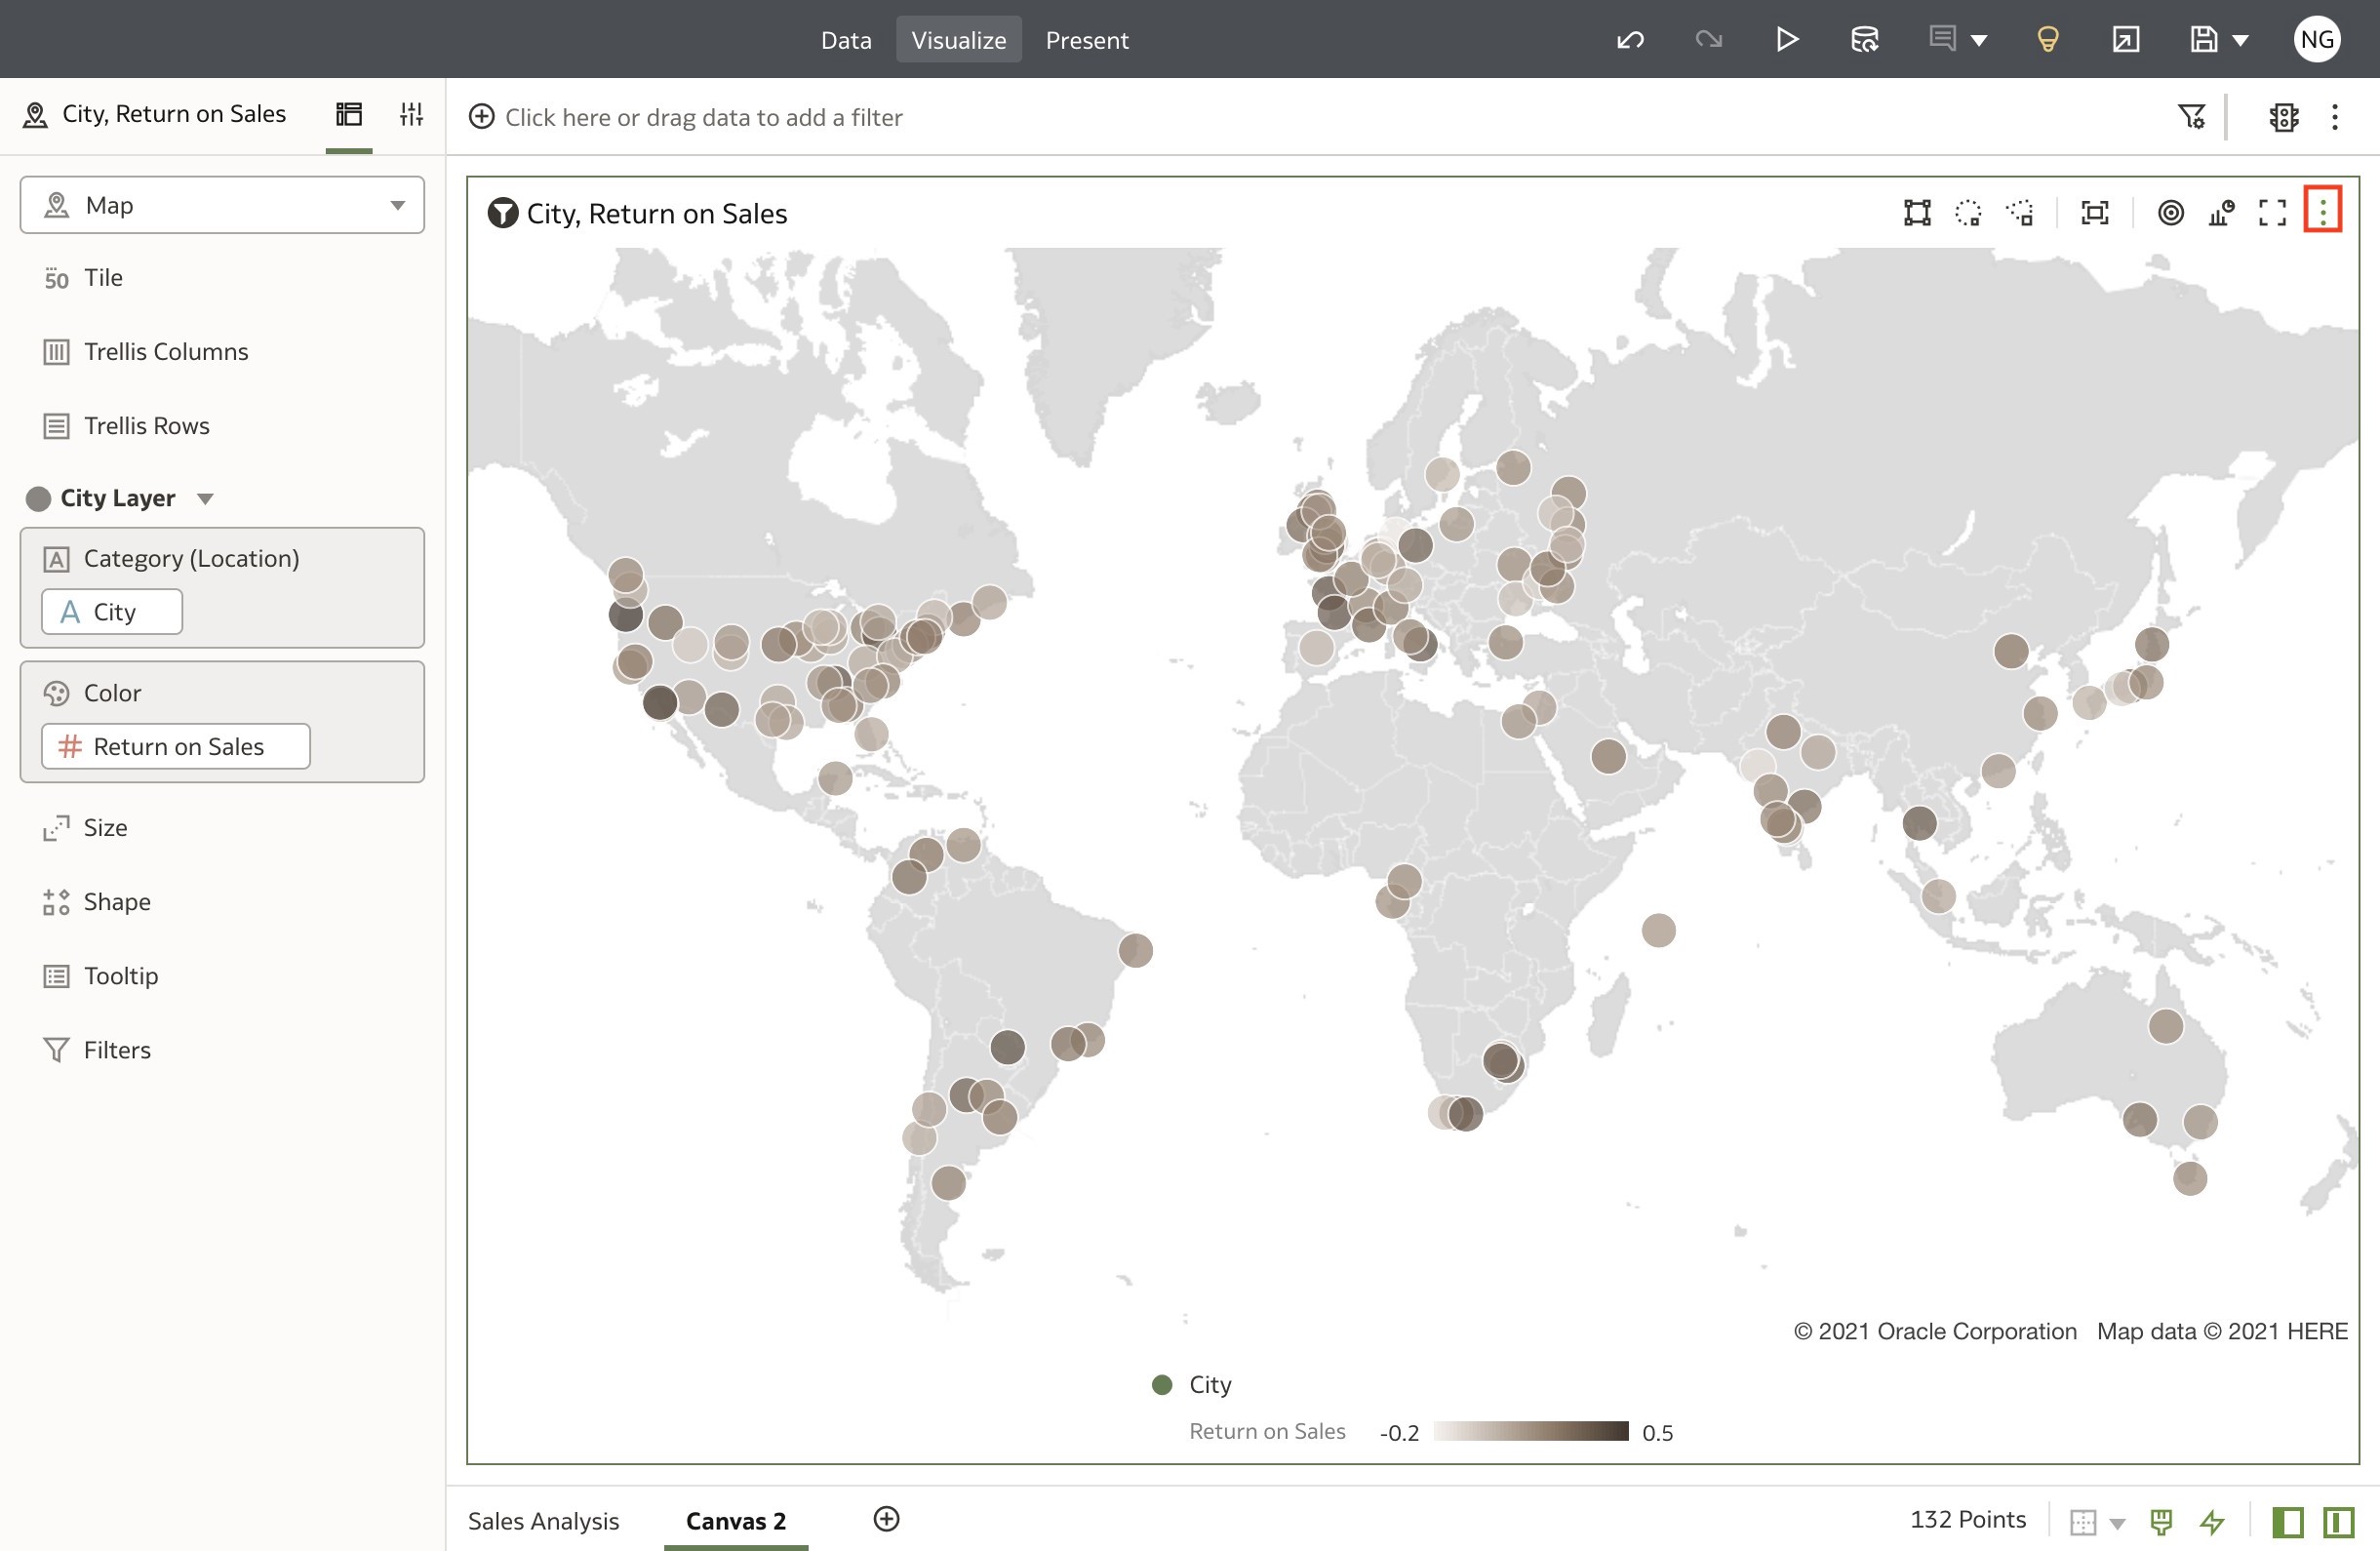 Data Visualize Present NG
City, Return on Sales
Click here or drag data to add a filter
Map
50 Tile
Trellis Columns
Trellis Rows
City Layer
A Category (Location)
A City
Color
# Return on Sales
Size
Shape
Tooltip
Filters
City, Return on Sales
© 2021 Oracle Corporation Map data © 2021 HERE
City
Return on Sales -0.2 0.5
Sales Analysis Canvas 2 132 Points